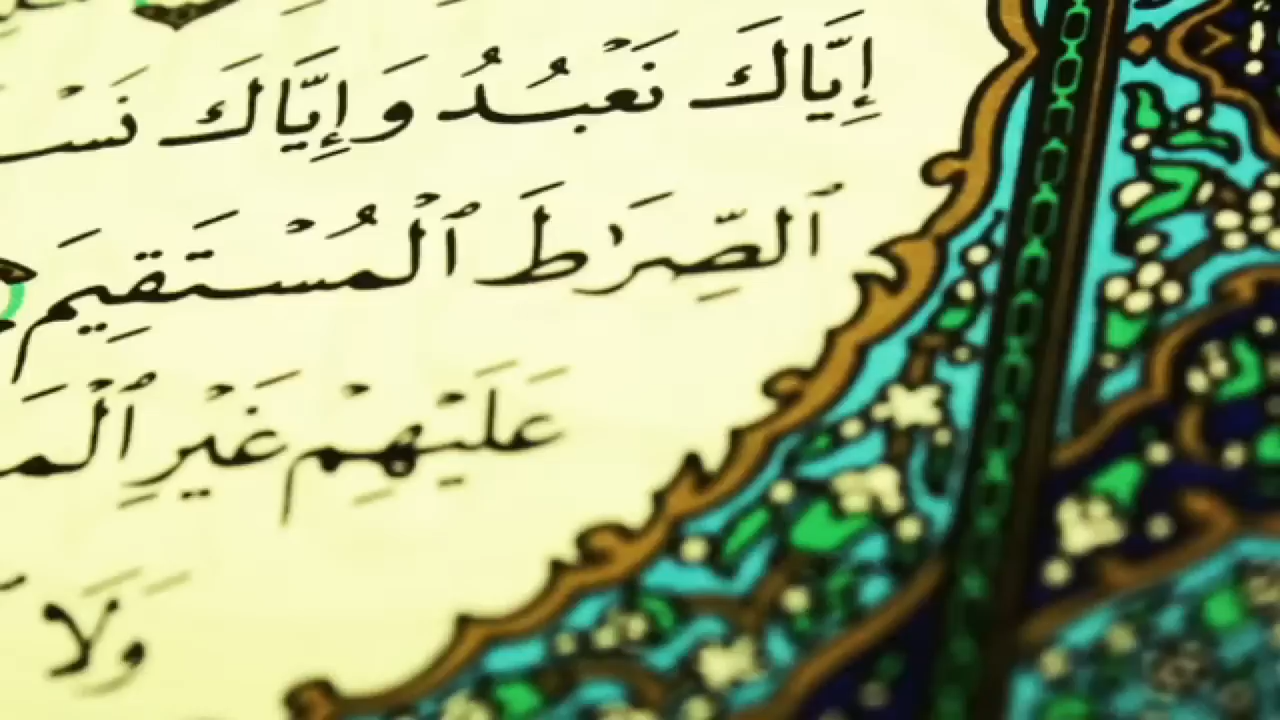 إِيَّاكَ نَعْبُدُ وَإِيَّاكَ
ٱلصِّرَٰطَ ٱلْمُسْتَقِيمَ
عَلَيْهِمْ غَيْرِ
وَلَا